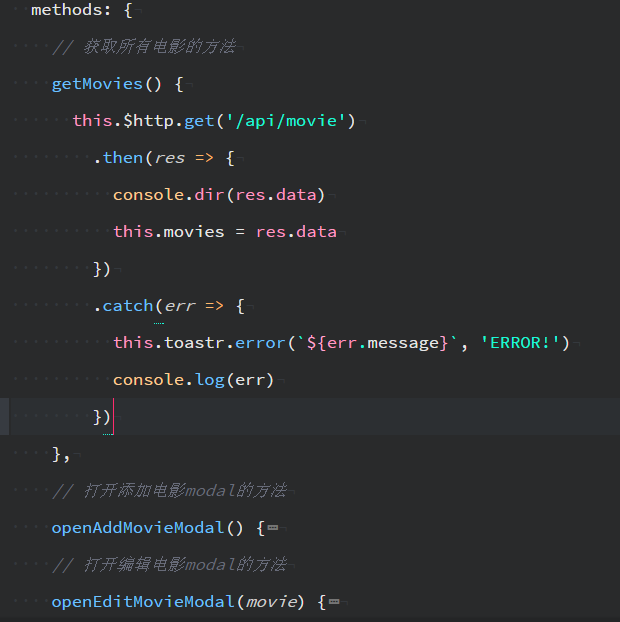 methods: {
// 获取所有电影的方法
getMovies() {
this.$http.get('/api/movie')
.then(res => {
console.dir(res.data)
this.movies = res.data
})
.catch(err => {
this.toastr.error(`${err.message}`, 'ERROR!')
console.log(err)
})
},
// 打开添加电影modal的方法
openAddMovieModal() {
// 打开编辑电影modal的方法
openEditMovieModal(movie) {